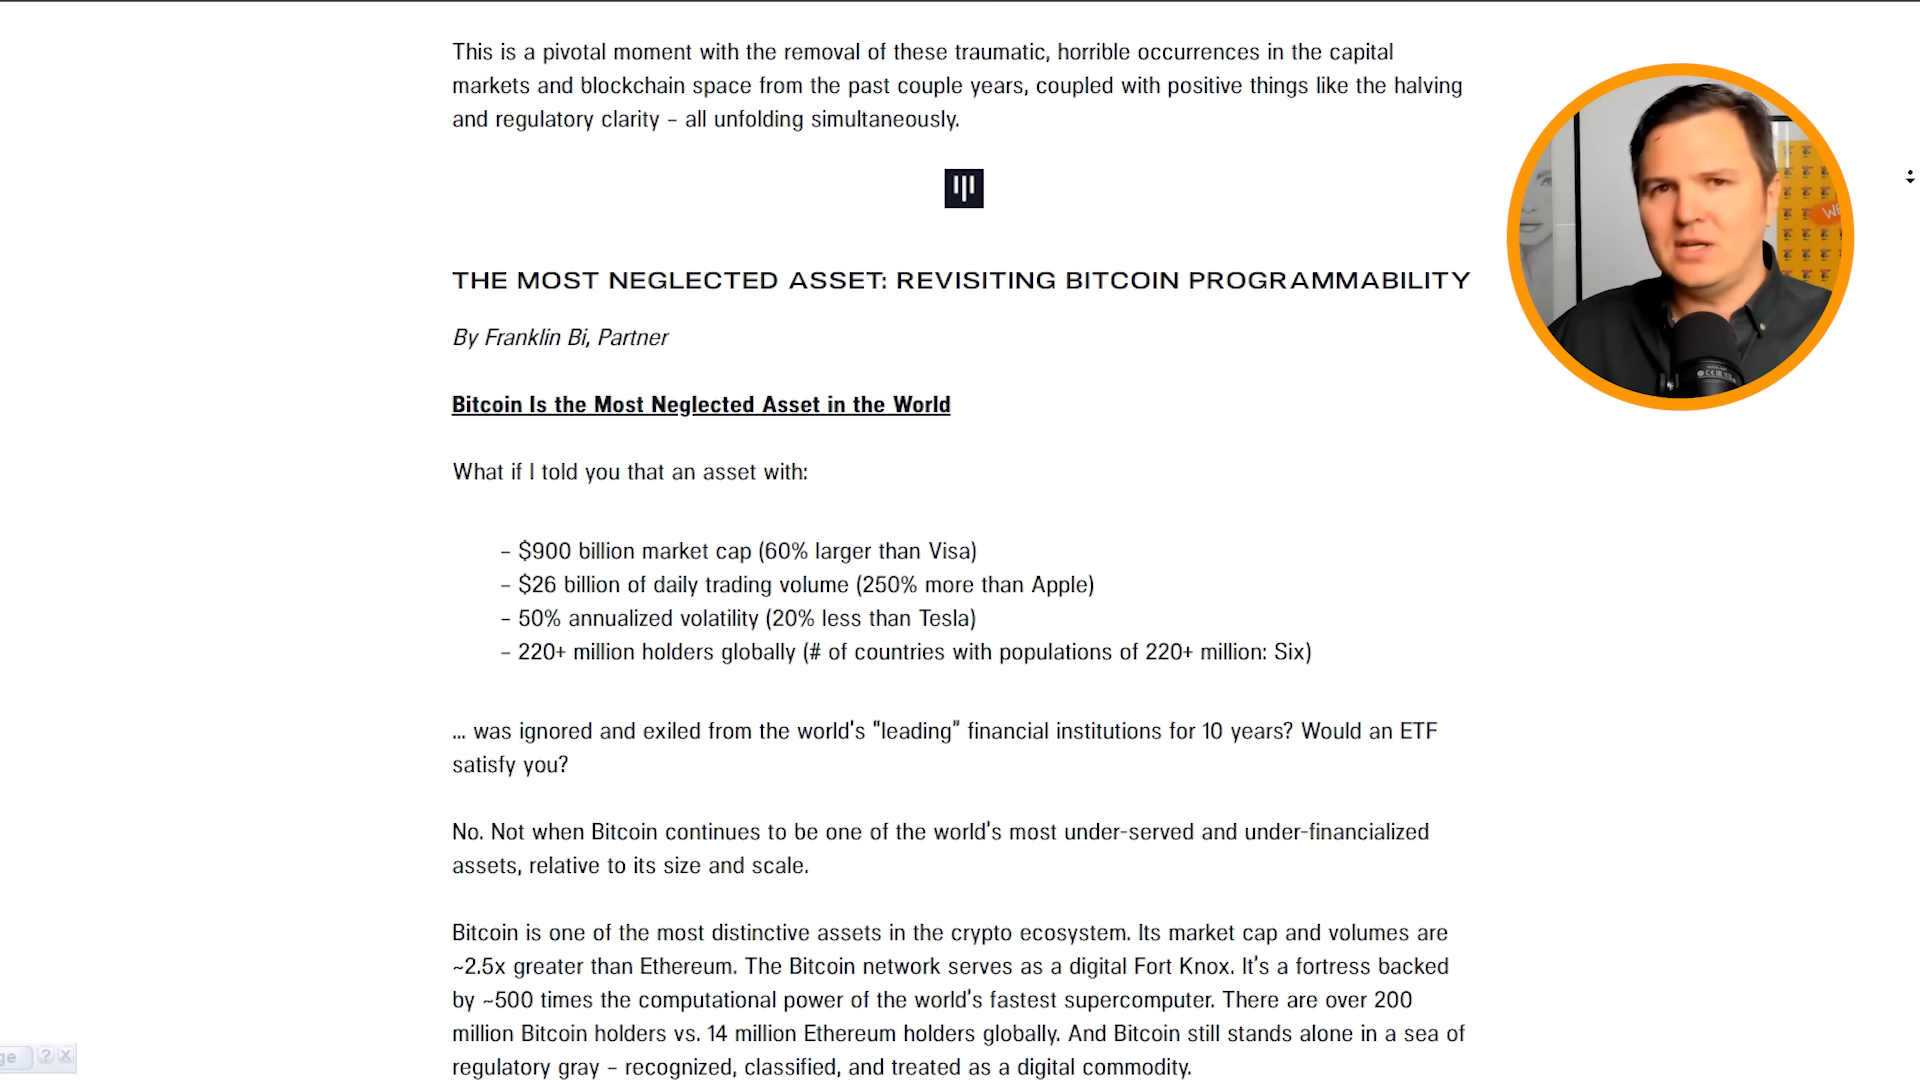 This is a pivotal moment with the removal of these traumatic, horrible occurrences in the capital
markets and blockchain space from the past couple years, coupled with positive things like the halving
and regulatory clarity – all unfolding simultaneously.
THE MOST NEGLECTED ASSET: REVISITING BITCOIN PROGRAMMABILITY
By Franklin Bi, Partner
Bitcoin Is the Most Neglected Asset in the World
What if I told you that an asset with:
– $900 billion market cap (60% larger than Visa)
– $26 billion of daily trading volume (250% more than Apple)
– 50% annualized volatility (20% less than Tesla)
– 220+ million holders globally (# of countries with populations of 220+ million: Six)
... was ignored and exiled from the world's "leading" financial institutions for 10 years? Would an ETF
satisfy you?
No. Not when Bitcoin continues to be one of the world's most under-served and under-financialized
assets, relative to its size and scale.
Bitcoin is one of the most distinctive assets in the crypto ecosystem. Its market cap and volumes are
~2.5x greater than Ethereum. The Bitcoin network serves as a digital Fort Knox. It's a fortress backed
by ~500 times the computational power of the world's fastest supercomputer. There are over 200
million Bitcoin holders vs. 14 million Ethereum holders globally. And Bitcoin still stands alone in a sea of
regulatory gray – recognized, classified, and treated as a digital commodity.
ge ? x
WE